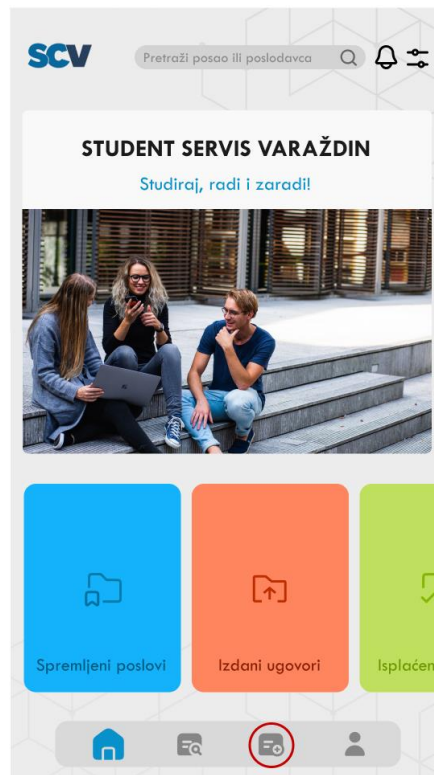 SCV
Pretraži posao ili poslodavca
STUDENT SERVIS VARAŽDIN
Studiraj, radi i zaradi!
Spremljeni poslovi
Izdani ugovori
Isplaćen